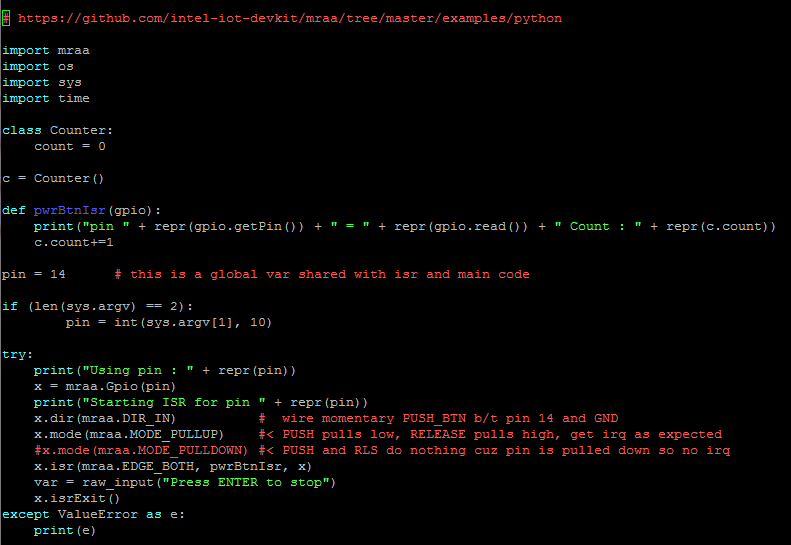 # https://github.com/intel-iot-devkit/mraa/tree/master/examples/python

import mraa
import os
import sys
import time

class Counter:
    count = 0

c = Counter()

def pwrBtnIsr(gpio):
    print("pin " + repr(gpio.getPin()) + " = " + repr(gpio.read()) + " Count : " + repr(c.count))
    c.count+=1

pin = 14      # this is a global var shared with isr and main code

if (len(sys.argv) == 2):
        pin = int(sys.argv[1], 10)

try:
    print("Using pin : " + repr(pin))
    x = mraa.Gpio(pin)
    print("Starting ISR for pin " + repr(pin))
    x.dir(mraa.DIR_IN)          #  wire momentary PUSH_BTN b/t pin 14 and GND
    x.mode(mraa.MODE_PULLUP)    #< PUSH pulls low, RELEASE pulls high, get irq as expected
    #x.mode(mraa.MODE_PULLDOWN) #< PUSH and RLS do nothing cuz pin is pulled down so no irq
    x.isr(mraa.EDGE_BOTH, pwrBtnIsr, x)
    var = raw_input("Press ENTER to stop")
    x.isrExit()
except ValueError as e:
    print(e)